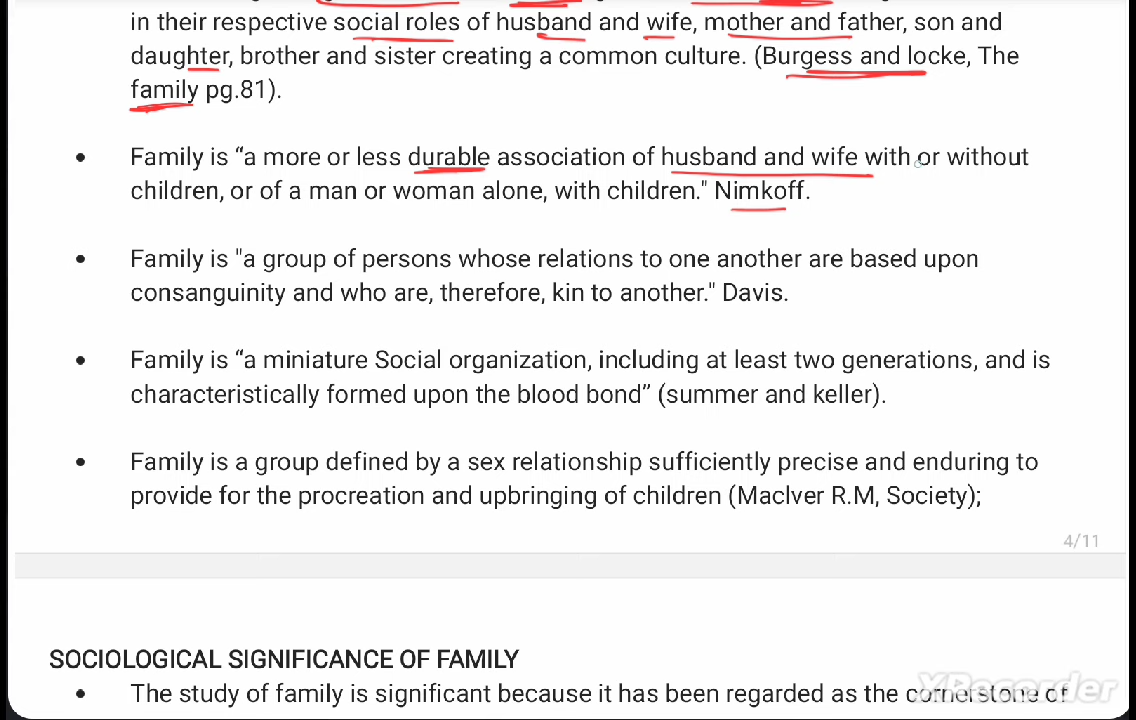 in their respective social roles of husband and wife, mother and father, son and
daughter, brother and sister creating a common culture. (Burgess and locke, The
family pg.81).
• Family is “a more or less durable association of husband and wife with or without
children, or of a man or woman alone, with children." Nimkoff.
• Family is "a group of persons whose relations to one another are based upon
consanguinity and who are, therefore, kin to another." Davis.
• Family is “a miniature Social organization, including at least two generations, and is
characteristically formed upon the blood bond” (summer and keller).
• Family is a group defined by a sex relationship sufficiently precise and enduring to
provide for the procreation and upbringing of children (Maclver R.M, Society);
4/11
SOCIOLOGICAL SIGNIFICANCE OF FAMILY
• The study of family is significant because it has been regarded as the cornerstone of
XRecorder